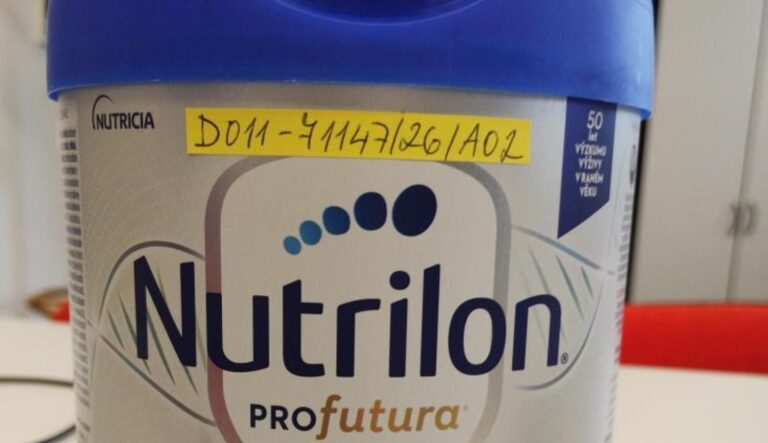 NUTRICIA
D011-71147/26/A02
50
let
VÝZKUMU
VÝŽIVY
V RANÉM
VĚKU
Nutrilon®
PROfutura